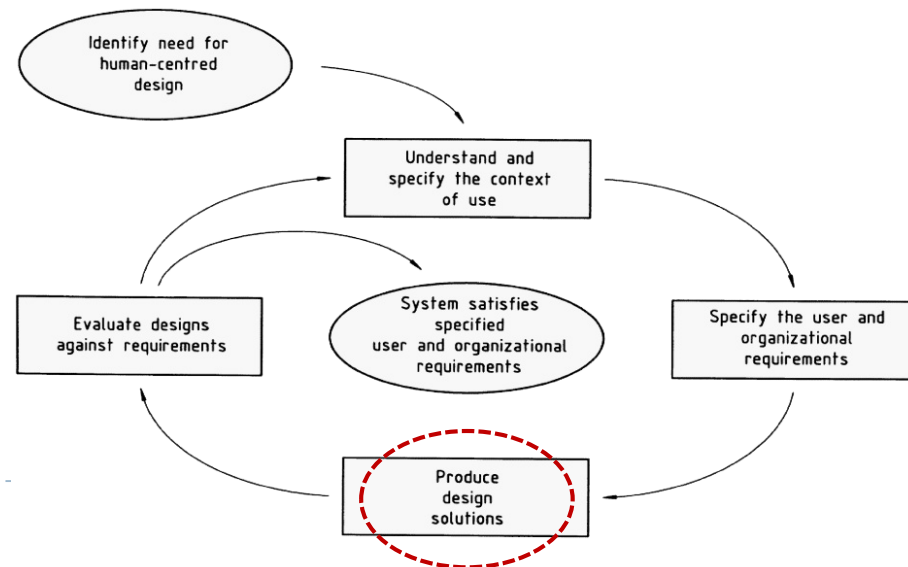 Identify need for
human-centred
design
Understand and
specify the context
of use
Evaluate designs
against requirements
System satisfies
specified
user and organizational
requirements
Specify the user and
organizational
requirements
Produce
design
solutions